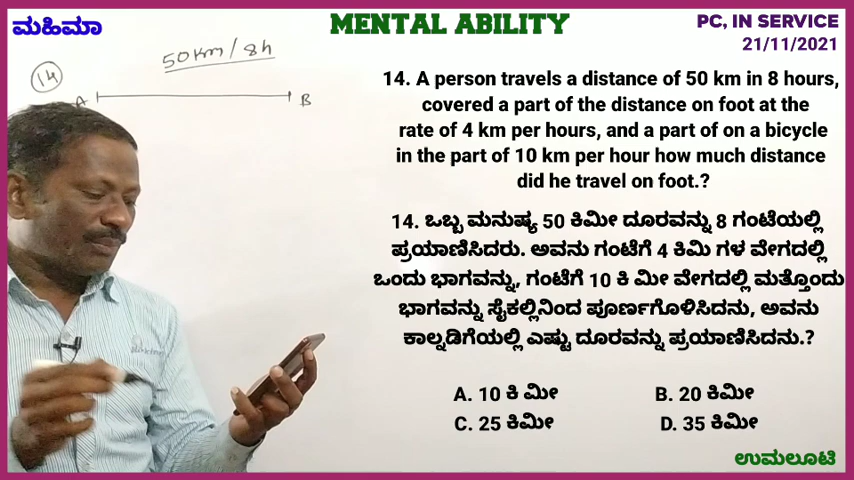 ಮಹಿಮಾ
MENTAL ABILITY
PC, IN SERVICE
21/11/2021
14
50km/8h
A
B
14. A person travels a distance of 50 km in 8 hours,
covered a part of the distance on foot at the
rate of 4 km per hours, and a part of on a bicycle
in the part of 10 km per hour how much distance
did he travel on foot.?
14. ಒಬ್ಬ ಮನುಷ್ಯ 50 ಕಿಮೀ ದೂರವನ್ನು 8 ಗಂಟೆಯಲ್ಲಿ
ಪ್ರಯಾಣಿಸಿದರು. ಅವನು ಗಂಟೆಗೆ 4 ಕಿಮಿ ಗಳ ವೇಗದಲ್ಲಿ
ಒಂದು ಭಾಗವನ್ನು, ಗಂಟೆಗೆ 10 ಕಿ ಮೀ ವೇಗದಲ್ಲಿ ಮತ್ತೊಂದು
ಭಾಗವನ್ನು ಸೈಕಲ್ಲಿನಿಂದ ಪೂರ್ಣಗೊಳಿಸಿದನು, ಅವನು
ಕಾಲ್ನಡಿಗೆಯಲ್ಲಿ ಎಷ್ಟು ದೂರವನ್ನು ಪ್ರಯಾಣಿಸಿದನು.?
A. 10 ಕಿ ಮೀ
B. 20 ಕಿಮೀ
C. 25 ಕಿಮೀ
D. 35 ಕಿಮೀ
ಉಮಲೂಟಿ